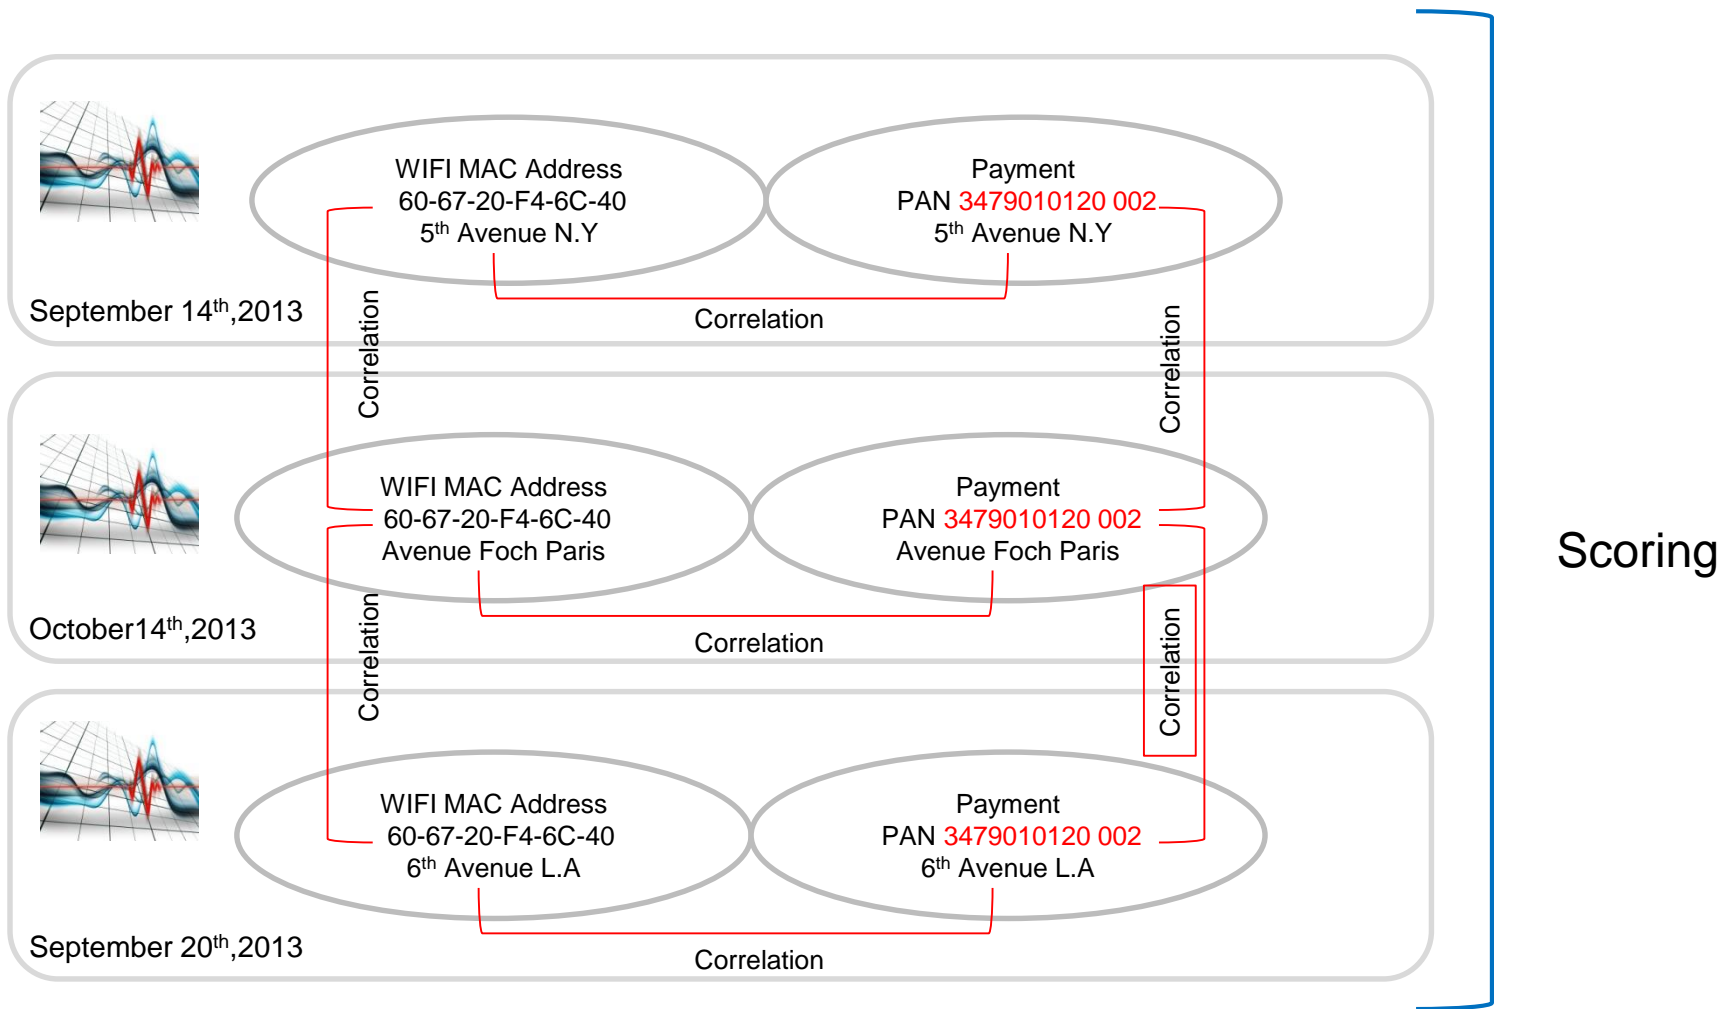 WIFI MAC Address
60-67-20-F4-6C-40
5th Avenue N.Y
Payment
PAN 3479010120 002
5th Avenue N.Y
September 14th,2013
Correlation
Correlation
Correlation
WIFI MAC Address
60-67-20-F4-6C-40
Avenue Foch Paris
Payment
PAN 3479010120 002
Avenue Foch Paris
Scoring
October14th,2013
Correlation
Correlation
Correlation
WIFI MAC Address
60-67-20-F4-6C-40
6th Avenue L.A
Payment
PAN 3479010120 002
6th Avenue L.A
September 20th,2013
Correlation